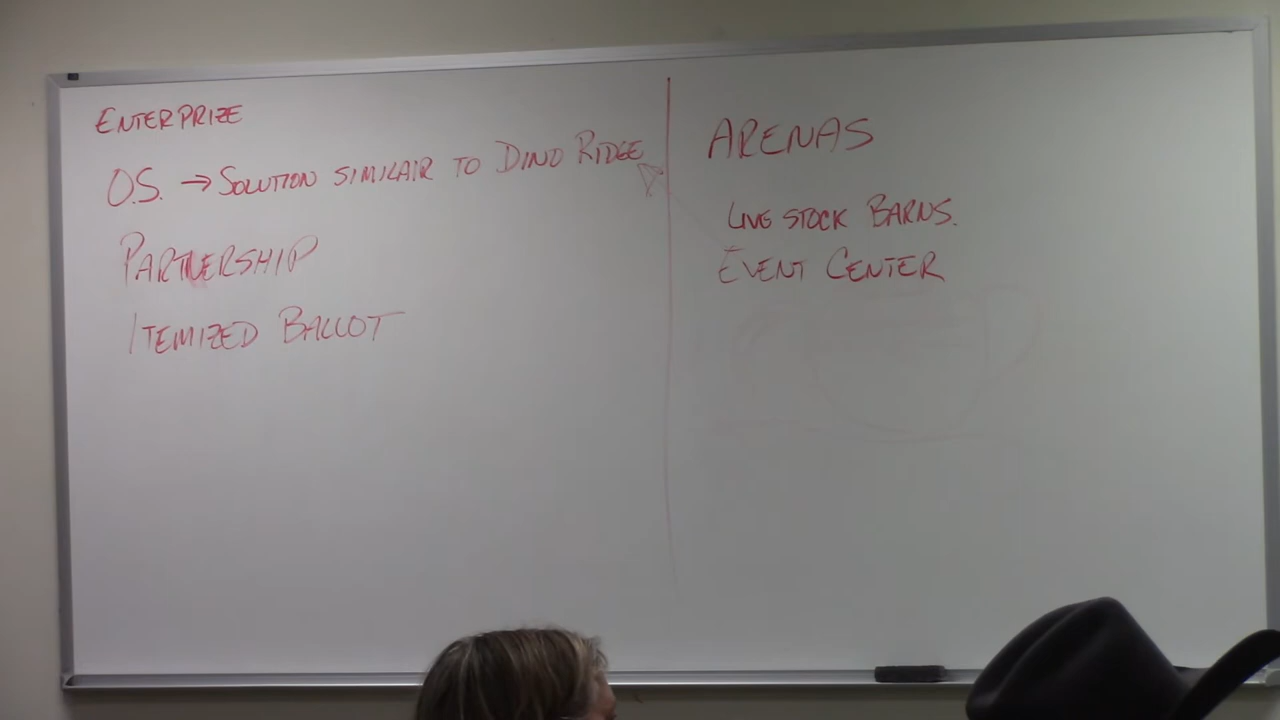 ENTERPRIZE
O.S. → SOLUTION SIMILAIR TO DINO RIDGE
PARTNERSHIP
ITEMIZED BALLOT
ARENAS
LIVE STOCK BARNS.
EVENT CENTER